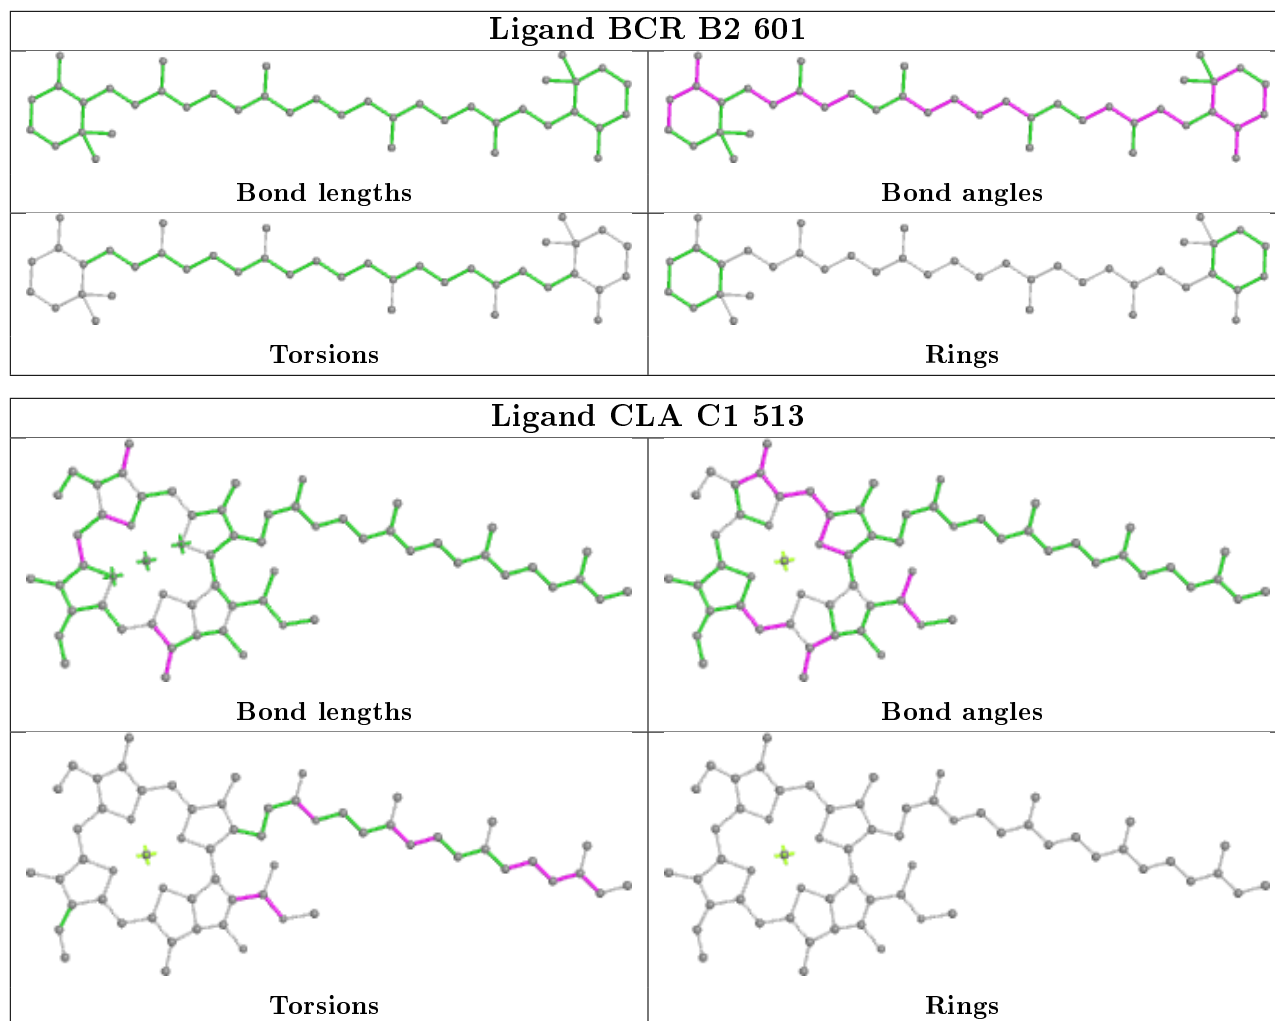 Ligand BCR B2 601
Bond lengths
Bond angles
Torsions
Rings
Ligand CLA C1 513
Bond lengths
Bond angles
Torsions
Rings